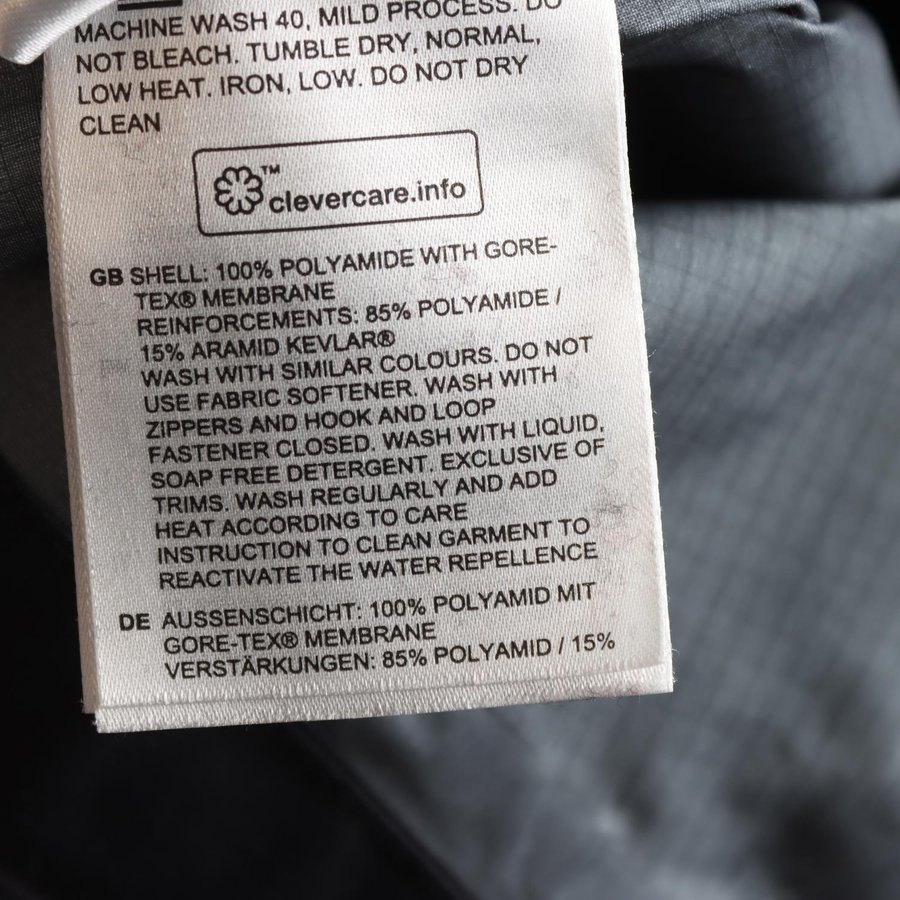 MACHINE WASH 40, MILD PROCESS. DO
NOT BLEACH. TUMBLE DRY, NORMAL,
LOW HEAT. IRON, LOW. DO NOT DRY
CLEAN
™
clevercare.info
GB SHELL: 100% POLYAMIDE WITH GORE-
TEX® MEMBRANE
REINFORCEMENTS: 85% POLYAMIDE /
15% ARAMID KEVLAR®
WASH WITH SIMILAR COLOURS. DO NOT
USE FABRIC SOFTENER. WASH WITH
ZIPPERS AND HOOK AND LOOP
FASTENER CLOSED. WASH WITH LIQUID,
SOAP FREE DETERGENT. EXCLUSIVE OF
TRIMS. WASH REGULARLY AND ADD
HEAT ACCORDING TO CARE
INSTRUCTION TO CLEAN GARMENT TO
REACTIVATE THE WATER REPELLENCE
DE AUSSENSCHICHT: 100% POLYAMID MIT
GORE-TEX® MEMBRANE
VERSTÄRKUNGEN: 85% POLYAMID / 15%